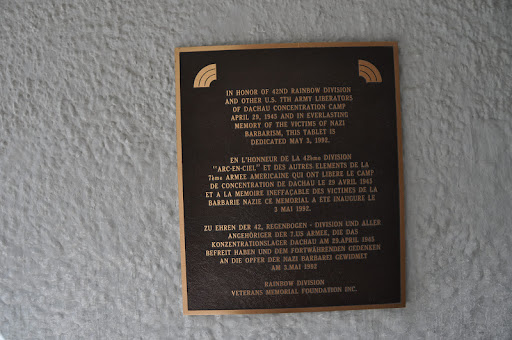 IN HONOR OF 42ND RAINBOW DIVISION
AND OTHER U.S. 7TH ARMY LIBERATORS
OF DACHAU CONCENTRATION CAMP
APRIL 29, 1945 AND IN EVERLASTING
MEMORY OF THE VICTIMS OF NAZI
BARBARISM, THIS TABLET IS
DEDICATED MAY 3, 1992.
EN L'HONNEUR DE LA 42ème DIVISION
"ARC-EN-CIEL" ET DES AUTRES ELEMENTS DE LA
7ème ARMEE AMERICAINE QUI ONT LIBERE LE CAMP
DE CONCENTRATION DE DACHAU LE 29 AVRIL 1945
ET A LA MEMOIRE INEFFAÇABLE DES VICTIMES DE LA
BARBARIE NAZIE CE MEMORIAL A ETE INAUGURE LE
3 MAI 1992.
ZU EHREN DER 42. REGENBOGEN - DIVISION UND ALLER
ANGEHÖRIGER DER 7.US ARMEE, DIE DAS
KONZENTRATIONSLAGER DACHAU AM 29.APRIL 1945
BEFREIT HABEN UND DEM FORTWÄHRENDEN GEDENKEN
AN DIE OPFER DER NAZI BARBAREI GEWIDMET
AM 3.MAI 1992
RAINBOW DIVISION
VETERANS MEMORIAL FOUNDATION INC.